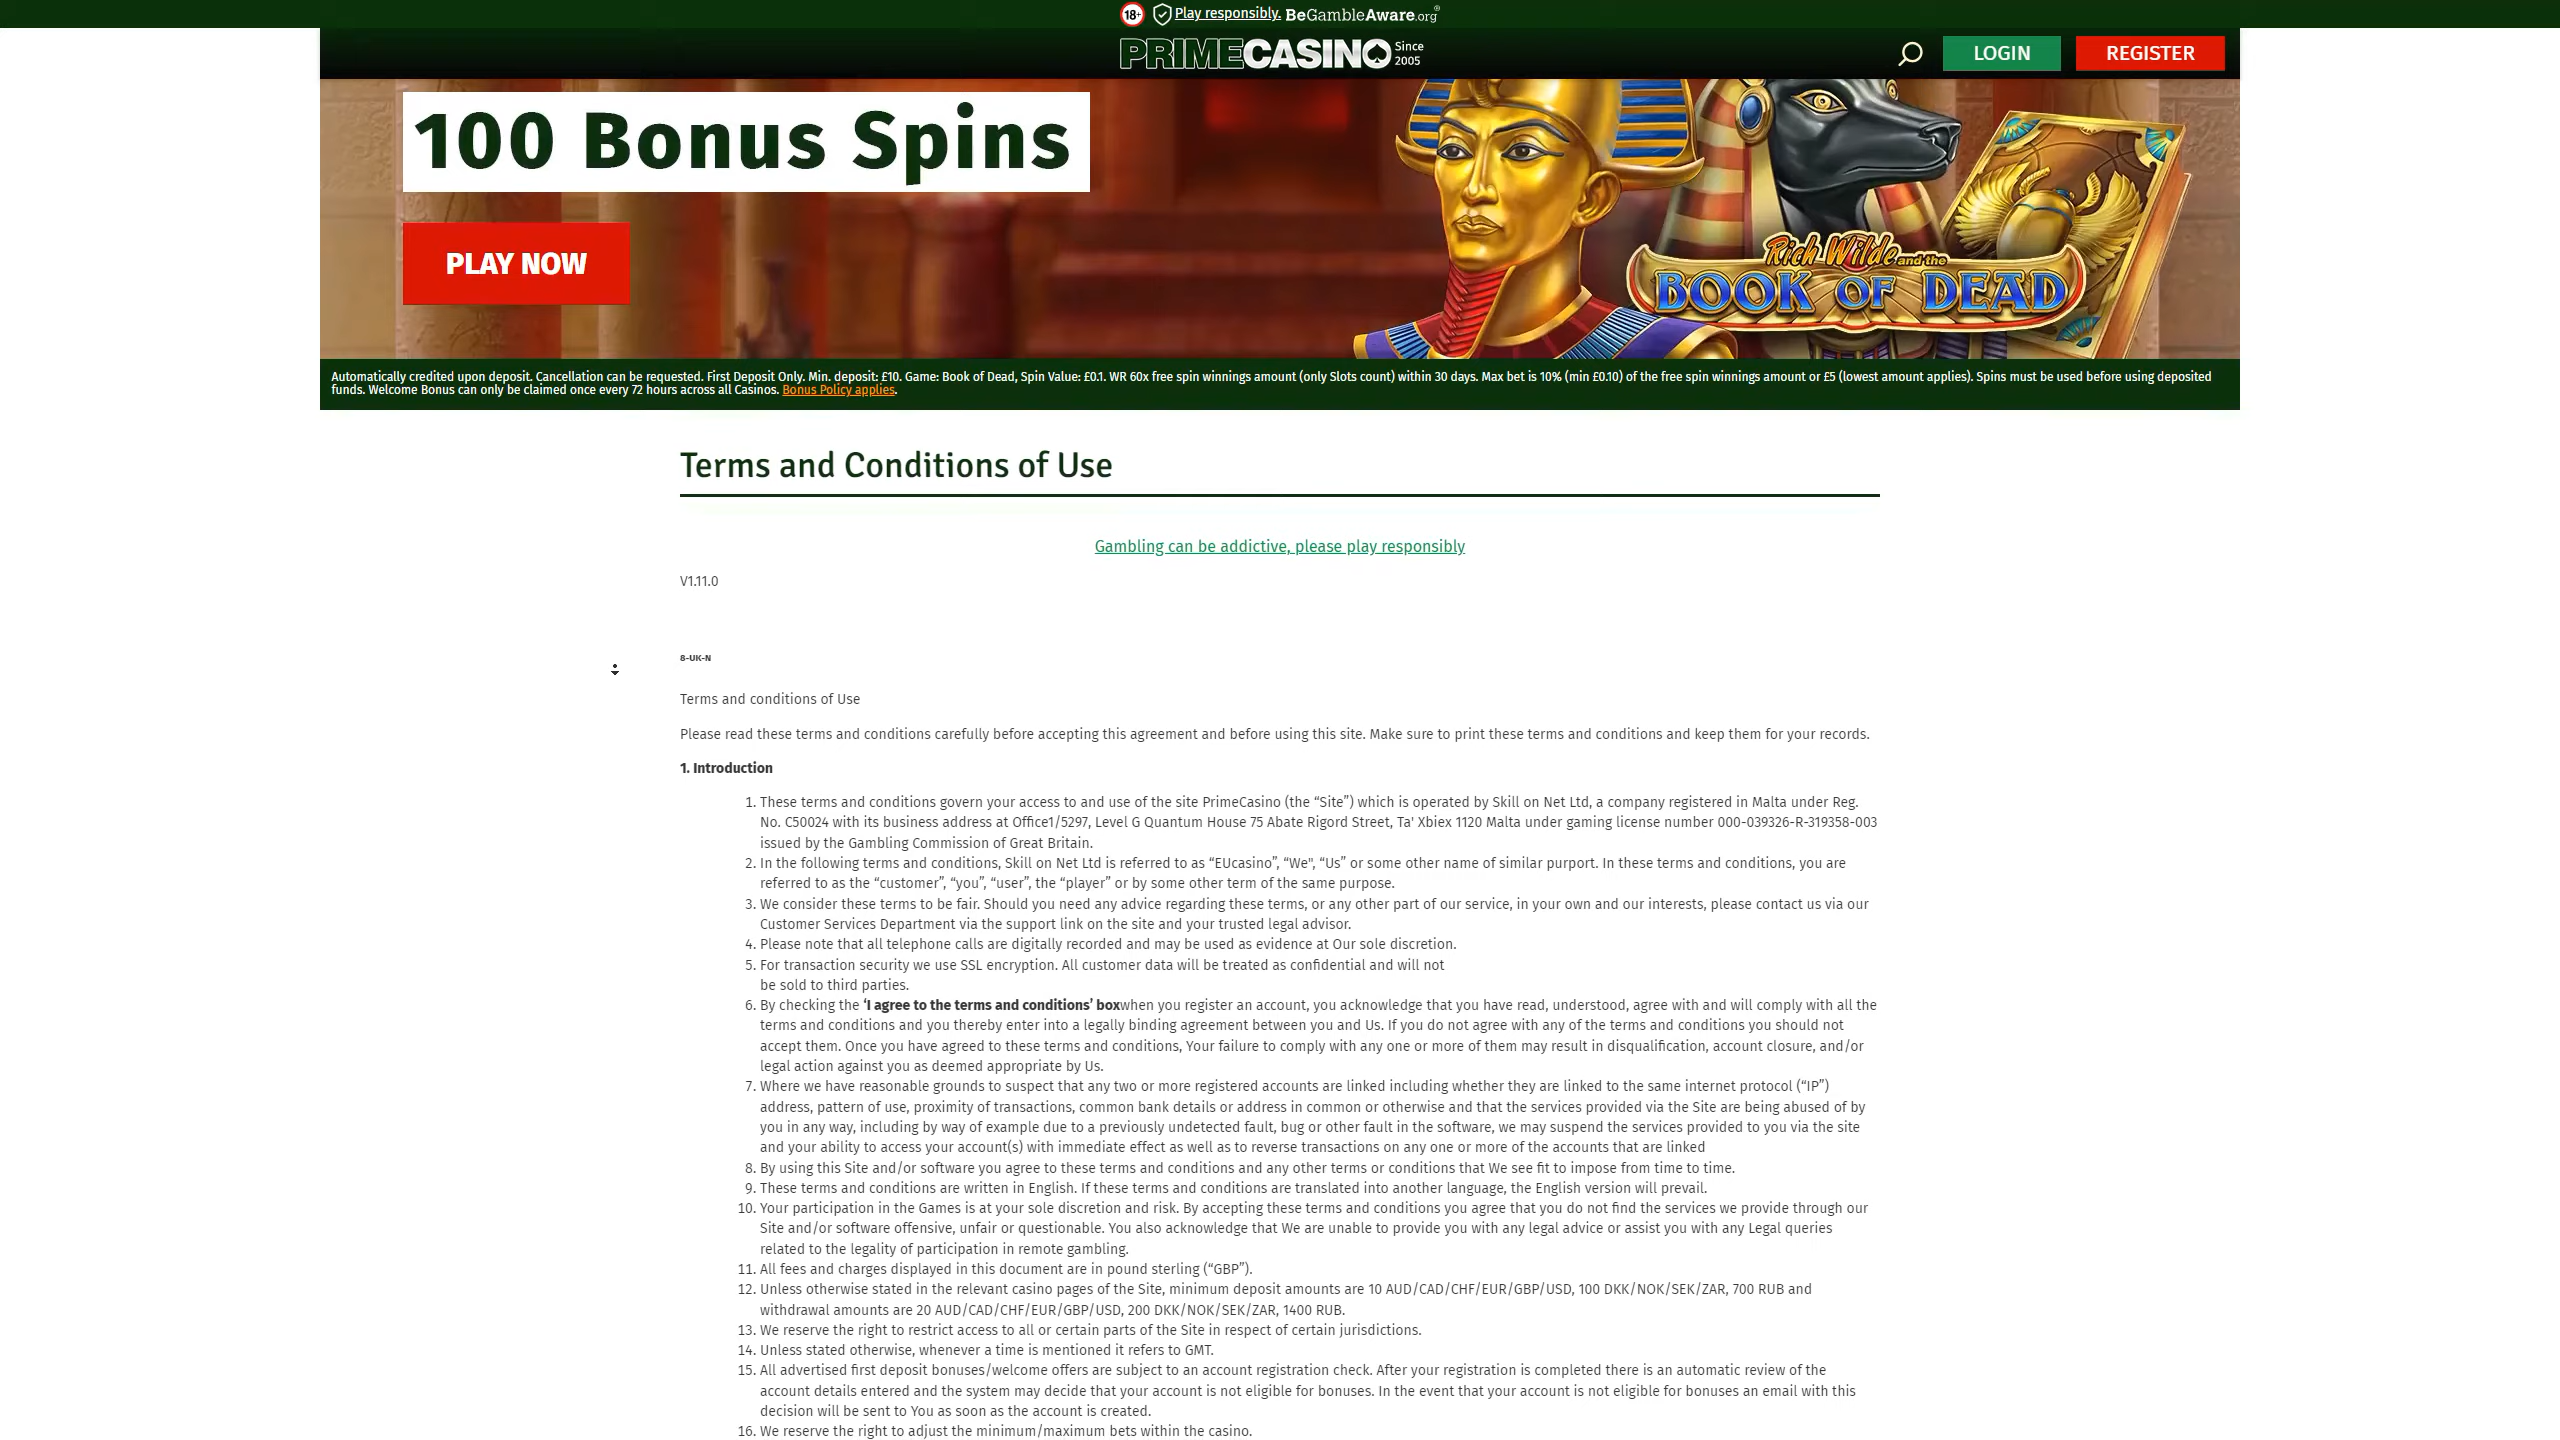 18+ Play responsibly. BeGambleAware.org®
PRIMECASINO Since 2005
LOGIN
REGISTER
100 Bonus Spins
PLAY NOW
Rich Wilde and the
BOOK OF DEAD
Automatically credited upon deposit. Cancellation can be requested. First Deposit Only. Min. deposit: £10. Game: Book of Dead, Spin Value: £0.1. WR 60x free spin winnings amount (only Slots count) within 30 days. Max bet is 10% (min £0.10) of the free spin winnings amount or £5 (lowest amount applies). Spins must be used before using deposited
funds. Welcome Bonus can only be claimed once every 72 hours across all Casinos. Bonus Policy applies.
Terms and Conditions of Use
Gambling can be addictive, please play responsibly
V1.11.0
8-UK-N
Terms and conditions of Use
Please read these terms and conditions carefully before accepting this agreement and before using this site. Make sure to print these terms and conditions and keep them for your records.
1. Introduction
1. These terms and conditions govern your access to and use of the site PrimeCasino (the “Site”) which is operated by Skill on Net Ltd, a company registered in Malta under Reg.
No. C50024 with its business address at Office1/5297, Level G Quantum House 75 Abate Rigord Street, Ta' Xbiex 1120 Malta under gaming license number 000-039326-R-319358-003
issued by the Gambling Commission of Great Britain.
2. In the following terms and conditions, Skill on Net Ltd is referred to as “EUcasino”, “We", “Us” or some other name of similar purport. In these terms and conditions, you are
referred to as the “customer”, “you”, “user”, the “player” or by some other term of the same purpose.
3. We consider these terms to be fair. Should you need any advice regarding these terms, or any other part of our service, in your own and our interests, please contact us via our
Customer Services Department via the support link on the site and your trusted legal advisor.
4. Please note that all telephone calls are digitally recorded and may be used as evidence at Our sole discretion.
5. For transaction security we use SSL encryption. All customer data will be treated as confidential and will not
be sold to third parties.
6. By checking the ‘I agree to the terms and conditions’ boxwhen you register an account, you acknowledge that you have read, understood, agree with and will comply with all the
terms and conditions and you thereby enter into a legally binding agreement between you and Us. If you do not agree with any of the terms and conditions you should not
accept them. Once you have agreed to these terms and conditions, Your failure to comply with any one or more of them may result in disqualification, account closure, and/or
legal action against you as deemed appropriate by Us.
7. Where we have reasonable grounds to suspect that any two or more registered accounts are linked including whether they are linked to the same internet protocol (“IP”)
address, pattern of use, proximity of transactions, common bank details or address in common or otherwise and that the services provided via the Site are being abused of by
you in any way, including by way of example due to a previously undetected fault, bug or other fault in the software, we may suspend the services provided to you via the site
and your ability to access your account(s) with immediate effect as well as to reverse transactions on any one or more of the accounts that are linked
8. By using this Site and/or software you agree to these terms and conditions and any other terms or conditions that We see fit to impose from time to time.
9. These terms and conditions are written in English. If these terms and conditions are translated into another language, the English version will prevail.
10. Your participation in the Games is at your sole discretion and risk. By accepting these terms and conditions you agree that you do not find the services we provide through our
Site and/or software offensive, unfair or questionable. You also acknowledge that We are unable to provide you with any legal advice or assist you with any Legal queries
related to the legality of participation in remote gambling.
11. All fees and charges displayed in this document are in pound sterling (“GBP”).
12. Unless otherwise stated in the relevant casino pages of the Site, minimum deposit amounts are 10 AUD/CAD/CHF/EUR/GBP/USD, 100 DKK/NOK/SEK/ZAR, 700 RUB and
withdrawal amounts are 20 AUD/CAD/CHF/EUR/GBP/USD, 200 DKK/NOK/SEK/ZAR, 1400 RUB.
13. We reserve the right to restrict access to all or certain parts of the Site in respect of certain jurisdictions.
14. Unless stated otherwise, whenever a time is mentioned it refers to GMT.
15. All advertised first deposit bonuses/welcome offers are subject to an account registration check. After your registration is completed there is an automatic review of the
account details entered and the system may decide that your account is not eligible for bonuses. In the event that your account is not eligible for bonuses an email with this
decision will be sent to You as soon as the account is created.
16. We reserve the right to adjust the minimum/maximum bets within the casino.